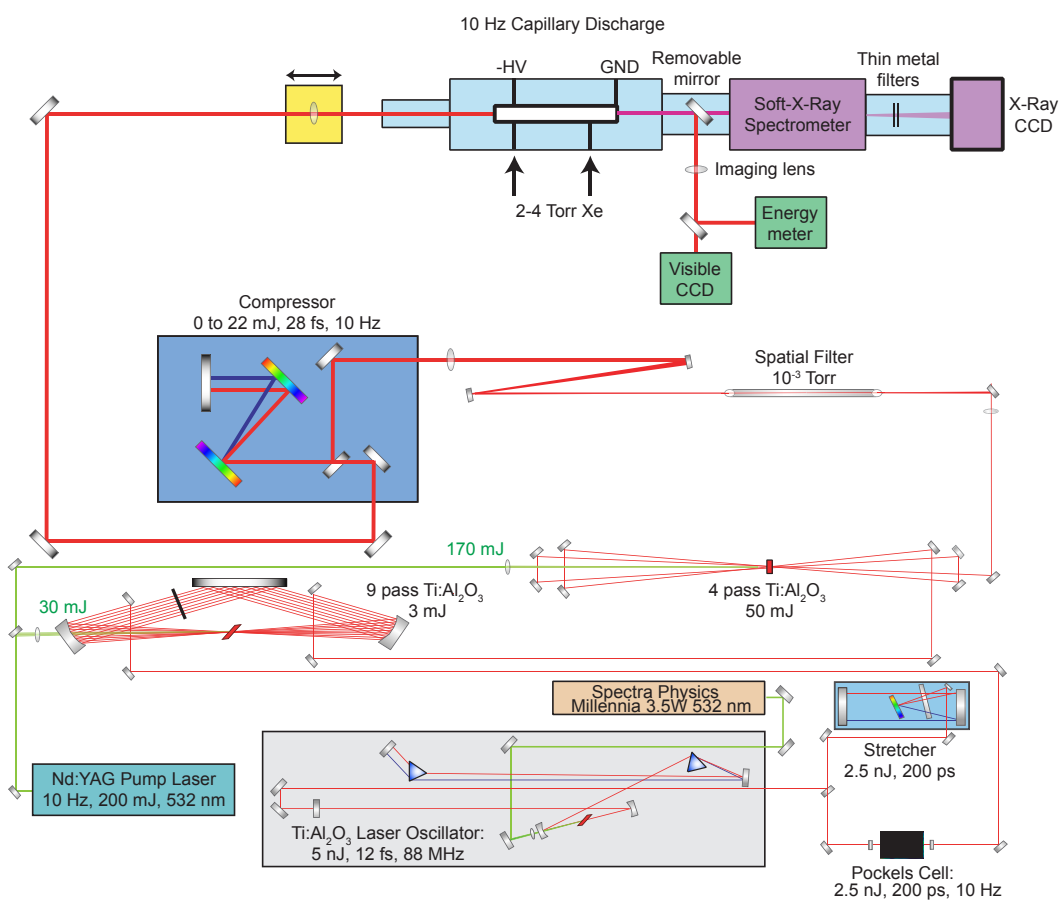 10 Hz Capillary Discharge
-HV
GND
Removable
mirror
Thin metal
filters
Soft-X-Ray
Spectrometer
X-Ray
CCD
Imaging lens
2-4 Torr Xe
Energy
meter
Visible
CCD
Compressor
0 to 22 mJ, 28 fs, 10 Hz
Spatial Filter
10⁻³ Torr
170 mJ
30 mJ
9 pass Ti:Al₂O₃
3 mJ
4 pass Ti:Al₂O₃
50 mJ
Spectra Physics
Millennia 3.5W 532 nm
Stretcher
2.5 nJ, 200 ps
Nd:YAG Pump Laser
10 Hz, 200 mJ, 532 nm
Ti:Al₂O₃ Laser Oscillator:
5 nJ, 12 fs, 88 MHz
Pockels Cell:
2.5 nJ, 200 ps, 10 Hz